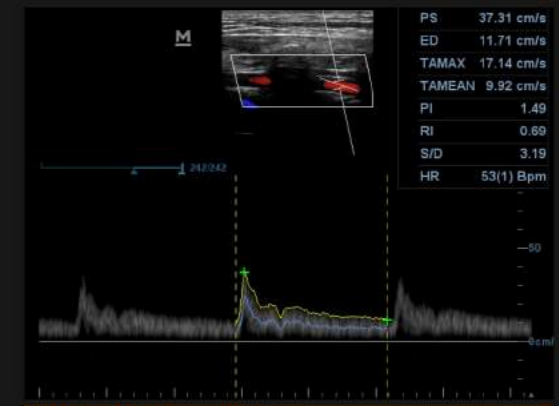 M
PS 37.31 cm/s
ED 11.71 cm/s
TAMAX 17.14 cm/s
TAMEAN 9.92 cm/s
PI 1.49
RI 0.69
S/D 3.19
HR 53(1) Bpm
242/242
50